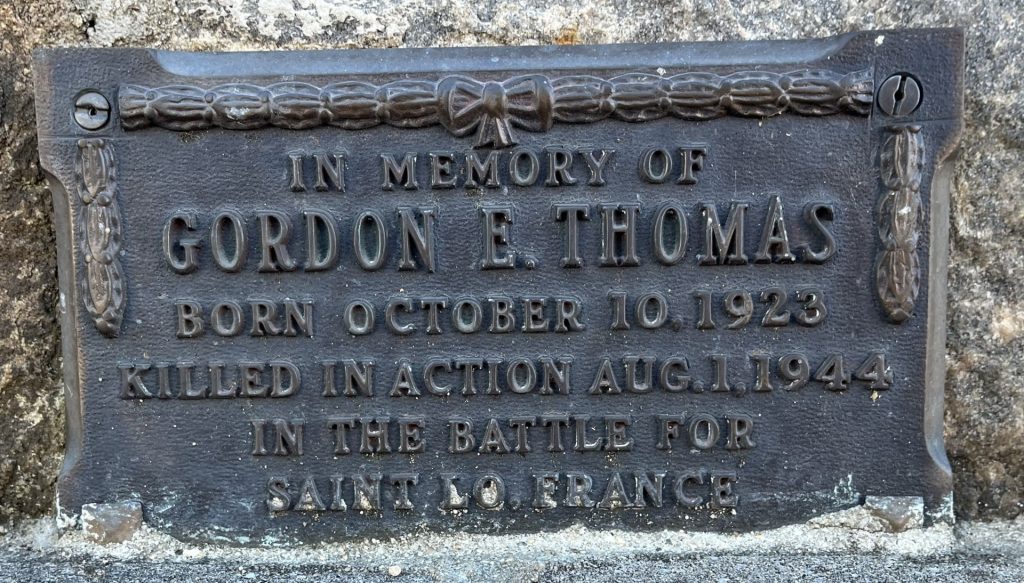 IN MEMORY OF
GORDON E. THOMAS
BORN OCTOBER 10, 1923
KILLED IN ACTION AUG. 1, 1944
IN THE BATTLE FOR
SAINT LO, FRANCE